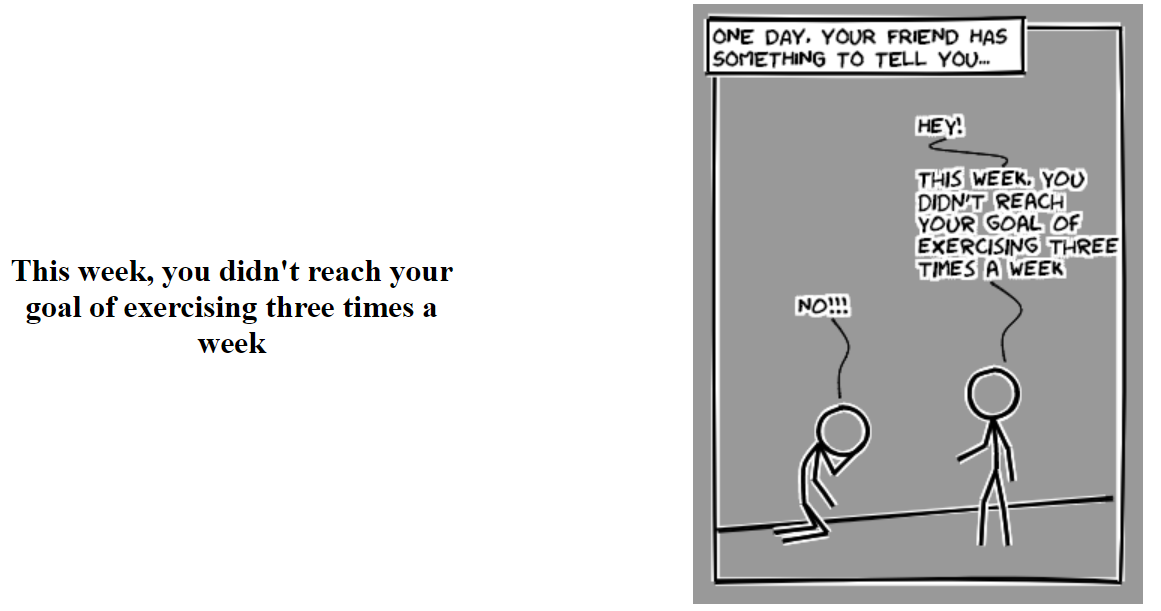 This week, you didn't reach your
goal of exercising three times a
week
ONE DAY, YOUR FRIEND HAS
SOMETHING TO TELL YOU...
HEY!
THIS WEEK, YOU
DIDN'T REACH
YOUR GOAL OF
EXERCISING THREE
TIMES A WEEK
NO!!!